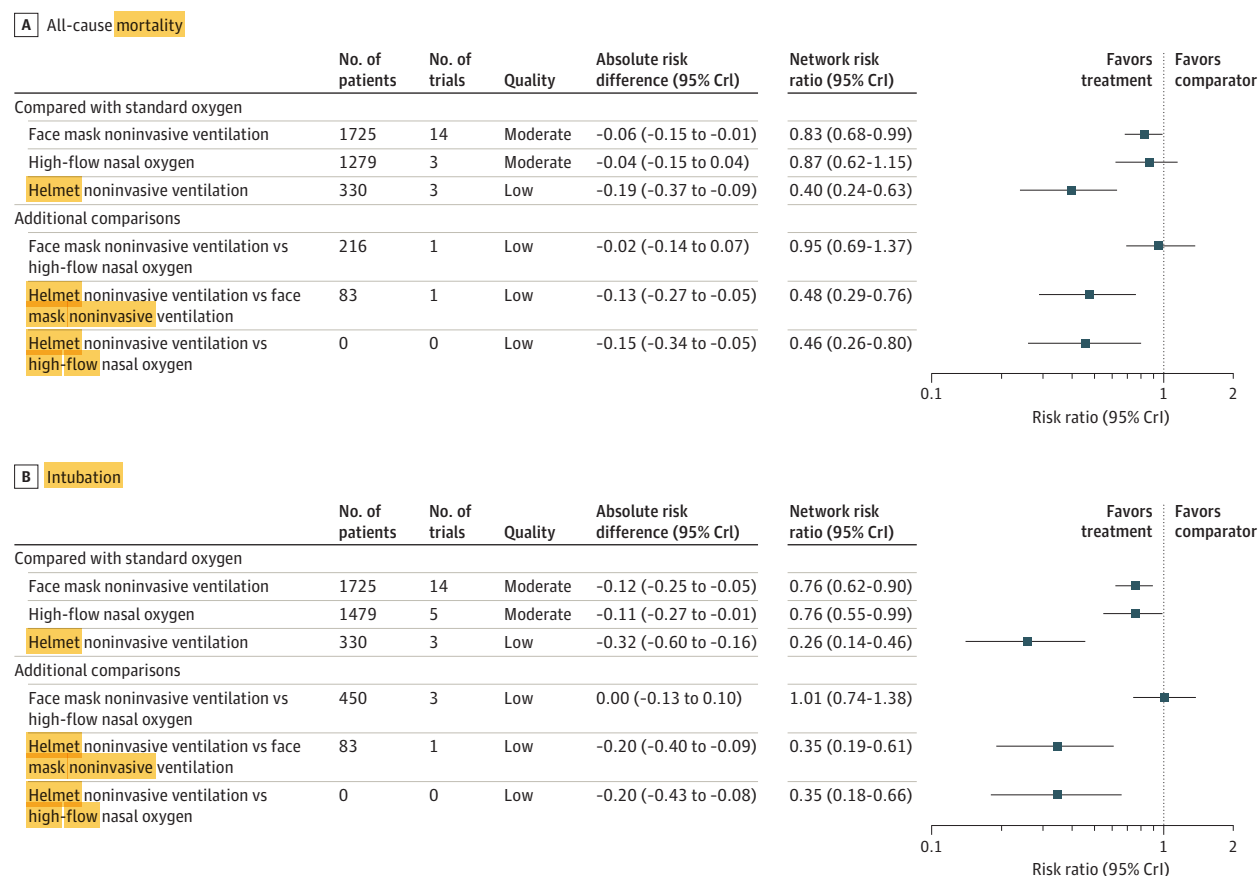 A All-cause mortality
No. of patients No. of trials Quality Absolute risk difference (95% Crl) Network risk ratio (95% CrI) Favors treatment Favors comparator
Compared with standard oxygen
Face mask noninvasive ventilation 1725 14 Moderate -0.06 (-0.15 to -0.01) 0.83 (0.68-0.99)
High-flow nasal oxygen 1279 3 Moderate -0.04 (-0.15 to 0.04) 0.87 (0.62-1.15)
Helmet noninvasive ventilation 330 3 Low -0.19 (-0.37 to -0.09) 0.40 (0.24-0.63)
Additional comparisons
Face mask noninvasive ventilation vs 216 1 Low -0.02 (-0.14 to 0.07) 0.95 (0.69-1.37)
high-flow nasal oxygen
Helmet noninvasive ventilation vs face 83 1 Low -0.13 (-0.27 to -0.05) 0.48 (0.29-0.76)
mask noninvasive ventilation
Helmet noninvasive ventilation vs 0 0 Low -0.15 (-0.34 to -0.05) 0.46 (0.26-0.80)
high-flow nasal oxygen
0.1 1 2
Risk ratio (95% CrI)
B Intubation
No. of patients No. of trials Quality Absolute risk difference (95% Crl) Network risk ratio (95% CrI) Favors treatment Favors comparator
Compared with standard oxygen
Face mask noninvasive ventilation 1725 14 Moderate -0.12 (-0.25 to -0.05) 0.76 (0.62-0.90)
High-flow nasal oxygen 1479 5 Moderate -0.11 (-0.27 to -0.01) 0.76 (0.55-0.99)
Helmet noninvasive ventilation 330 3 Low -0.32 (-0.60 to -0.16) 0.26 (0.14-0.46)
Additional comparisons
Face mask noninvasive ventilation vs 450 3 Low 0.00 (-0.13 to 0.10) 1.01 (0.74-1.38)
high-flow nasal oxygen
Helmet noninvasive ventilation vs face 83 1 Low -0.20 (-0.40 to -0.09) 0.35 (0.19-0.61)
mask noninvasive ventilation
Helmet noninvasive ventilation vs 0 0 Low -0.20 (-0.43 to -0.08) 0.35 (0.18-0.66)
high-flow nasal oxygen
0.1 1 2
Risk ratio (95% CrI)